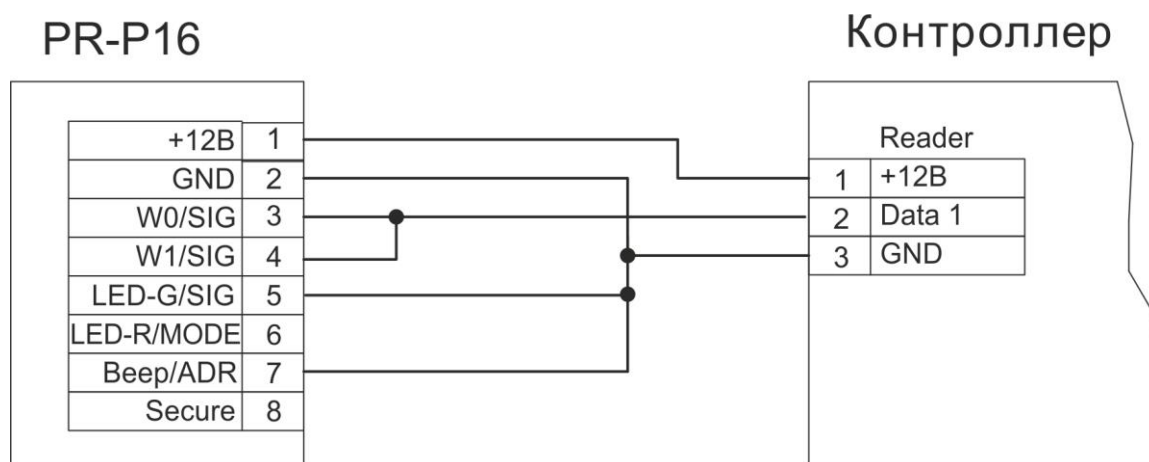 PR-P16
Контроллер
+12В 1
GND 2
W0/SIG 3
W1/SIG 4
LED-G/SIG 5
LED-R/MODE 6
Beep/ADR 7
Secure 8
Reader
1 +12В
2 Data 1
3 GND